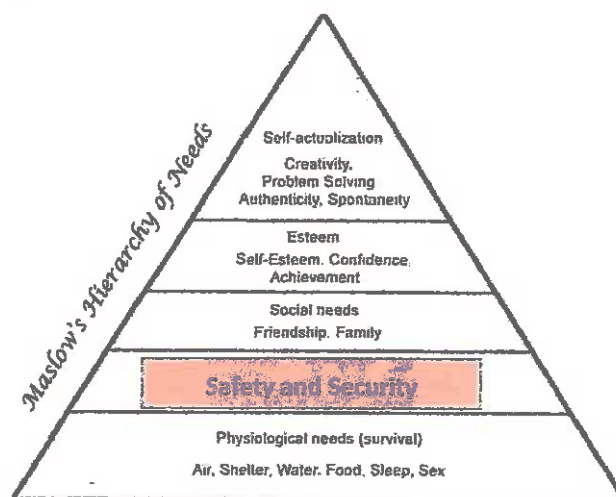 Maslow's Hierarchy of Needs
Self-actualization
Creativity,
Problem Solving
Authenticity, Spontaneity
Esteem
Self-Esteem. Confidence,
Achievement
Social needs
Friendship. Family
Safety and Security
Physiological needs (survival)
Air, Shelter, Water. Food, Sleep, Sex